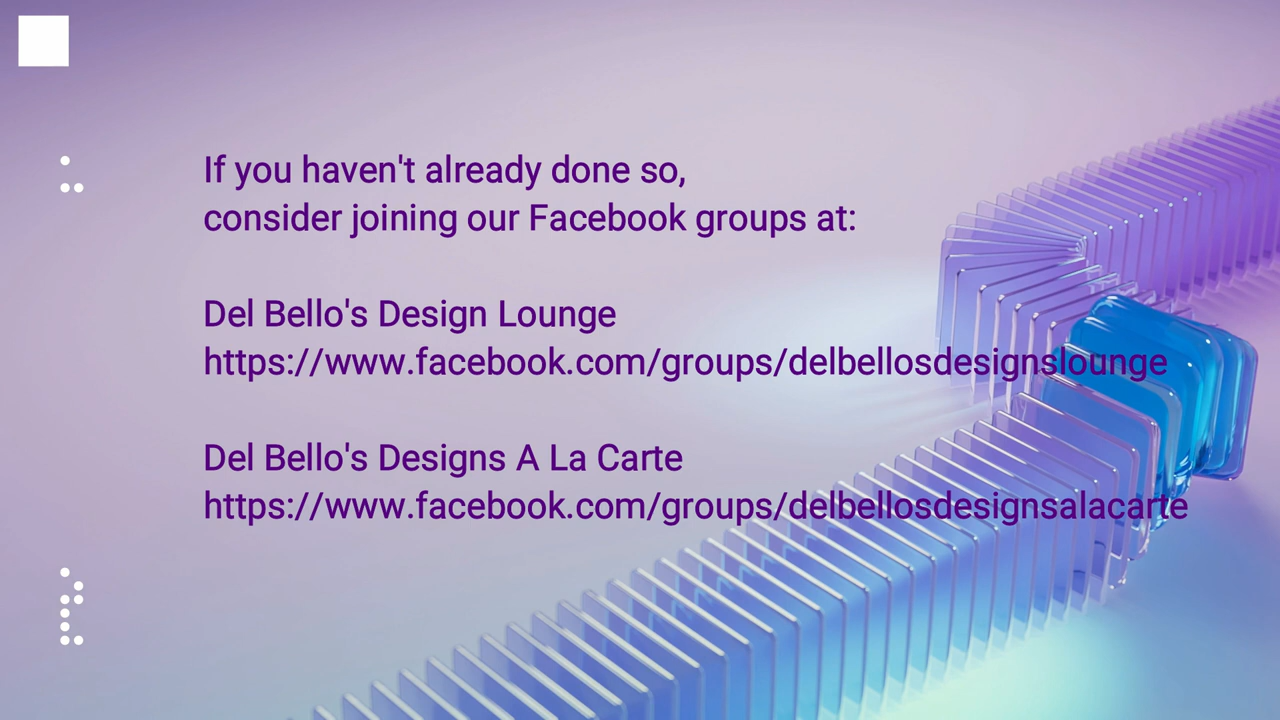 If you haven't already done so,
consider joining our Facebook groups at:
Del Bello's Design Lounge
https://www.facebook.com/groups/delbellosdesignslounge
Del Bello's Designs A La Carte
https://www.facebook.com/groups/delbellosdesignsalacarte